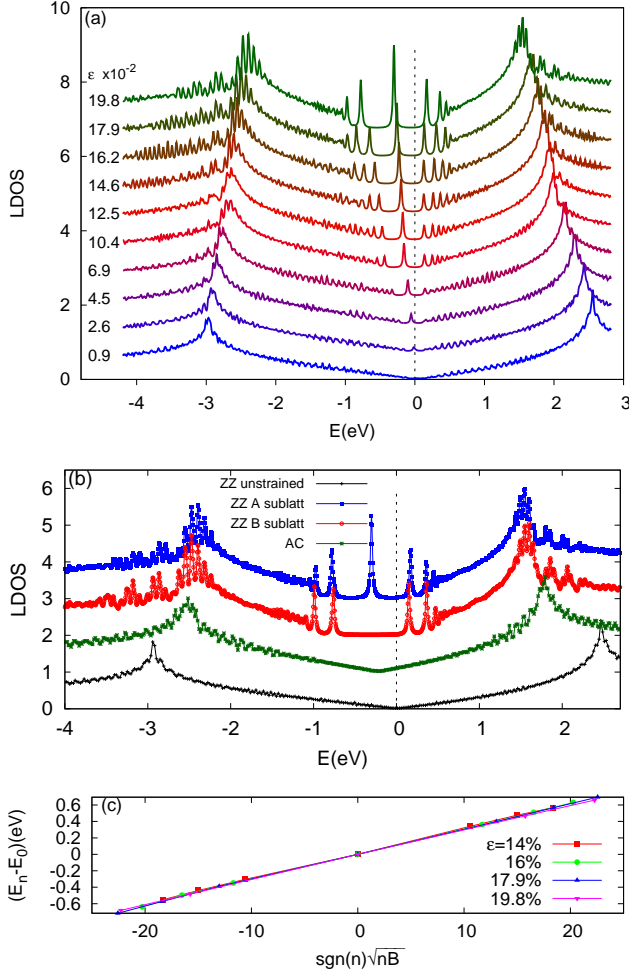 (a)
ε x10-2
19.8
17.9
16.2
14.6
12.5
10.4
6.9
4.5
2.6
0.9
10
8
6
4
2
0
LDOS
-4 -3 -2 -1 0 1 2 3
E(eV)
(b)
ZZ unstrained
ZZ A sublatt
ZZ B sublatt
AC
6
5
4
3
2
1
0
LDOS
-4 -3 -2 -1 0 1 2
E(eV)
(c)
0.6
0.4
0.2
0
-0.2
-0.4
-0.6
(En-E0)(eV)
ε=14%
16%
17.9%
19.8%
-20 -10 0 10 20
sgn(n)√nB